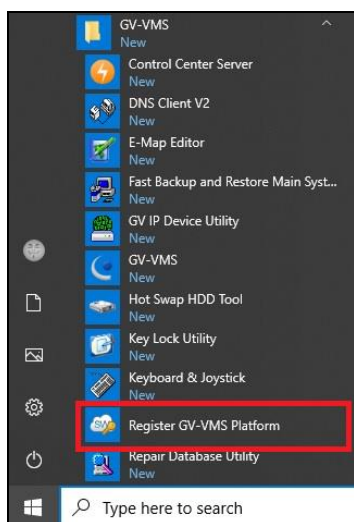 GV-VMS
New
Control Center Server
New
DNS Client V2
New
E-Map Editor
New
Fast Backup and Restore Main Syst...
New
GV IP Device Utility
New
GV-VMS
New
Hot Swap HDD Tool
New
Key Lock Utility
New
Keyboard & Joystick
New
Register GV-VMS Platform
Repair Database Utility
New
Type here to search